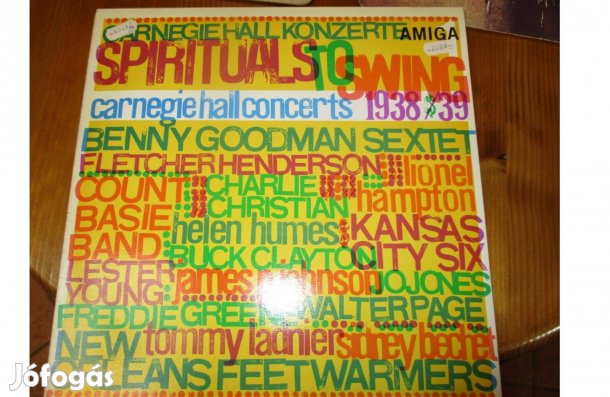 CARNEGIE HALL KONZERTE AMIGA
SPIRITUALS TO SWING
carnegie hall concerts 1938 $ 39
BENNY GOODMAN SEXTET
FLETCHER HENDERSON lionel
COUNT CHARLIE hampton
BASIE CHRISTIAN KANSAS
BAND: helen humes CITY SIX
LESTER BUCK CLAYTON
YOUNG: james p johnson JO JONES
FREDDIE GREENE WALTER PAGE
NEW tommy ladnier sidney bechet
ORLEANS FEETWARMERS
Jófogás